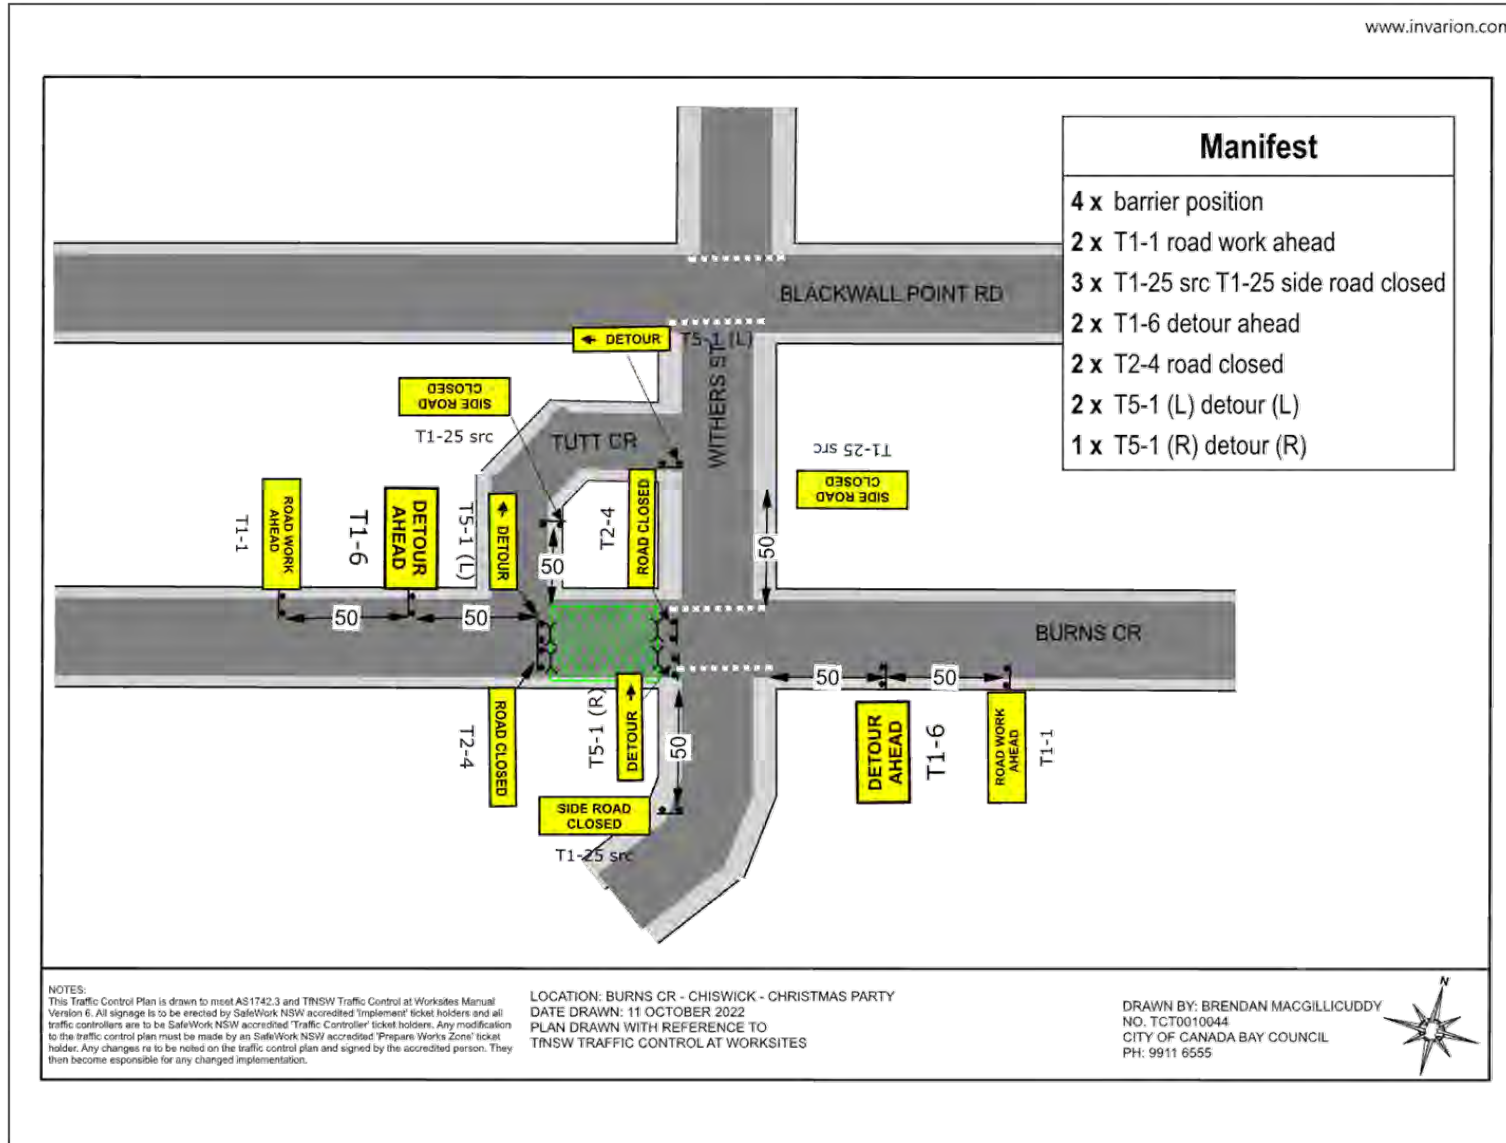 www.invarion.com
Manifest
4 x barrier position
2 x T1-1 road work ahead
3 x T1-25 src T1-25 side road closed
2 x T1-6 detour ahead
2 x T2-4 road closed
2 x T5-1 (L) detour (L)
1 x T5-1 (R) detour (R)
BLACKWALL POINT RD
DETOUR
T5-1 (L)
WITHERS ST
SIDE ROAD
CLOSED
T1-25 src
TUTT CR
T1-25 src
SIDE ROAD
CLOSED
T1-1
ROAD WORK
AHEAD
T1-6
DETOUR
AHEAD
T5-1 (L)
DETOUR
T2-4
ROAD CLOSED
50
50
50
50
BURNS CR
T2-4
ROAD CLOSED
T5-1 (R)
DETOUR
50
50
50
DETOUR
AHEAD
T1-6
ROAD WORK
AHEAD
T1-1
SIDE ROAD
CLOSED
T1-25 src
NOTES:
This Traffic Control Plan is drawn to meet AS1742.3 and TfNSW Traffic Control at Worksites Manual
Version 6. All signage is to be erected by SafeWork NSW accredited 'Implement' ticket holders and all
traffic controllers are to be SafeWork NSW accredited 'Traffic Controller' ticket holders. Any modification
to the traffic control plan must be made by an SafeWork NSW accredited 'Prepare Works Zone' ticket
holder. Any changes re to be noted on the traffic control plan and signed by the accredited person. They
then become esponsible for any changed implementation.
LOCATION: BURNS CR - CHISWICK - CHRISTMAS PARTY
DATE DRAWN: 11 OCTOBER 2022
PLAN DRAWN WITH REFERENCE TO
TfNSW TRAFFIC CONTROL AT WORKSITES
DRAWN BY: BRENDAN MACGILLICUDDY
NO. TCT0010044
CITY OF CANADA BAY COUNCIL
PH: 9911 6555
N